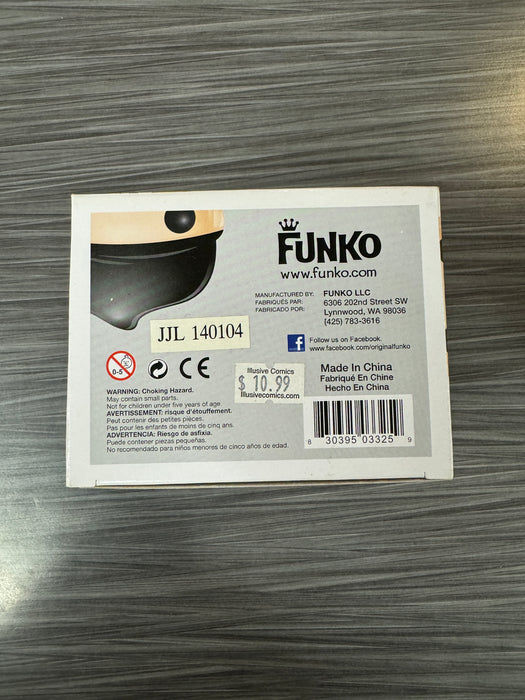 FUNKO
www.funko.com
MANUFACTURED BY: FUNKO LLC
FABRIQUÉS PAR: 6306 202nd Street SW
FABRICADO POR: Lynnwood, WA 98036
(425) 783-3616
JJL 140104
f Follow us on Facebook.
www.facebook.com/originalfunko
0-5
CE
Illusive Comics
$ 10.99
Illusivecomics.com
Made In China
Fabriqué En Chine
Hecho En China
WARNING: Choking Hazard.
May contain small parts.
Not for children under five years of age.
AVERTISSEMENT: risque d'étouffement.
Peut contenir des petites pièces.
Pas pour les enfants de moins de cinq ans.
ADVERTENCIA: Riesgo de asfixia.
Puede contener piezas pequeñas.
No recomendado para niños menores de cinco años de edad.
8 30395 03325 9